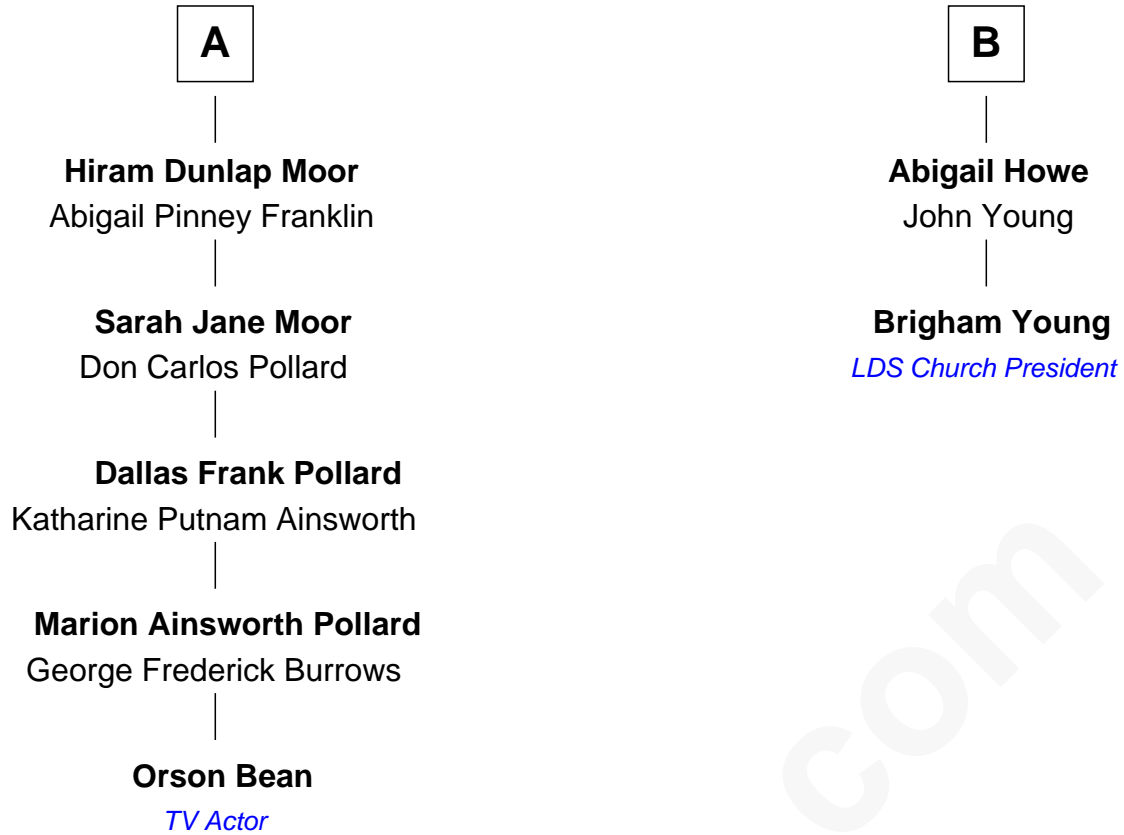 A
Hiram Dunlap Moor
Abigail Pinney Franklin
Sarah Jane Moor
Don Carlos Pollard
Dallas Frank Pollard
Katharine Putnam Ainsworth
Marion Ainsworth Pollard
George Frederick Burrows
Orson Bean
TV Actor
B
Abigail Howe
John Young
Brigham Young
LDS Church President
com